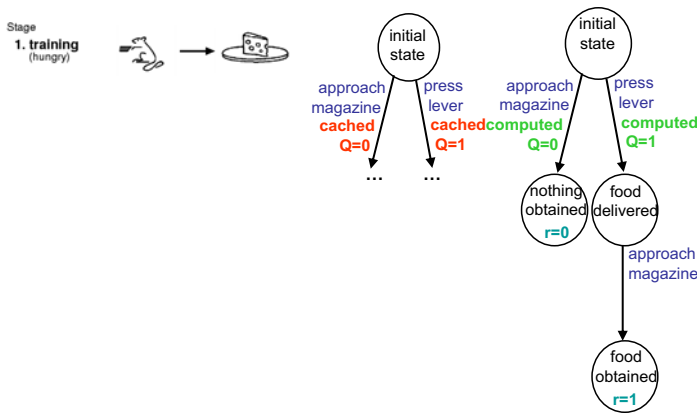 Stage
1. training
(hungry)
initial
state
approach
magazine
cached
Q=0
press
lever
cached
Q=1
...
...
initial
state
approach
magazine
computed
Q=0
press
lever
computed
Q=1
nothing
obtained
r=0
food
delivered
approach
magazine
food
obtained
r=1